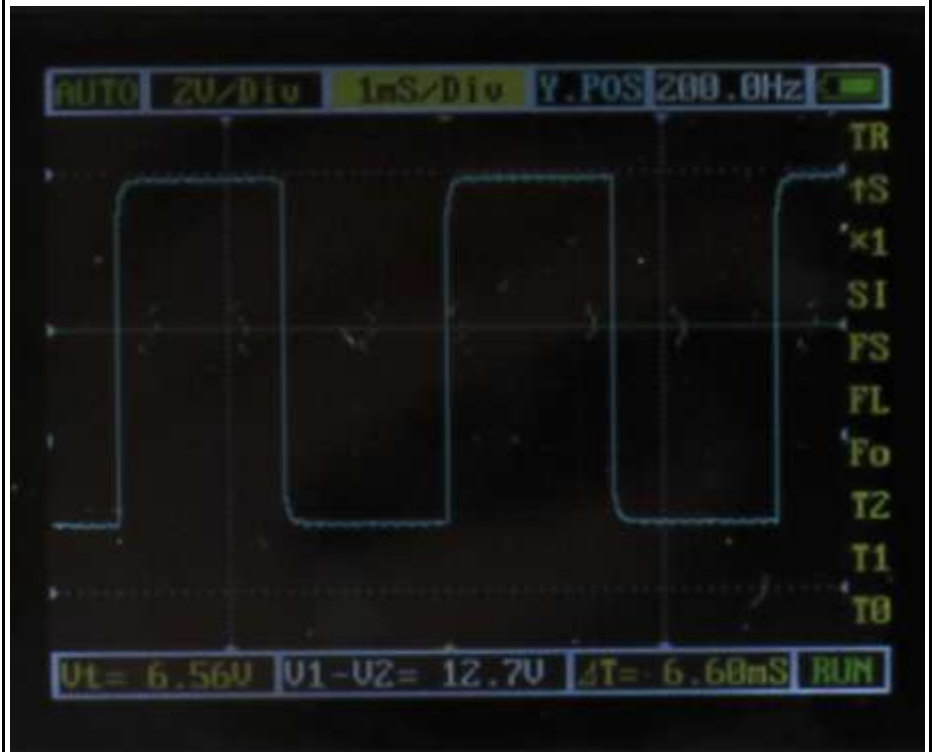 AUTO 2V/Div 1mS/Div Y.POS 200.0Hz
TR
↑S
×1
SI
FS
FL
Fo
T2
T1
T0
Vt= 6.56V V1-V2= 12.7V ΔT= 6.60mS RUN